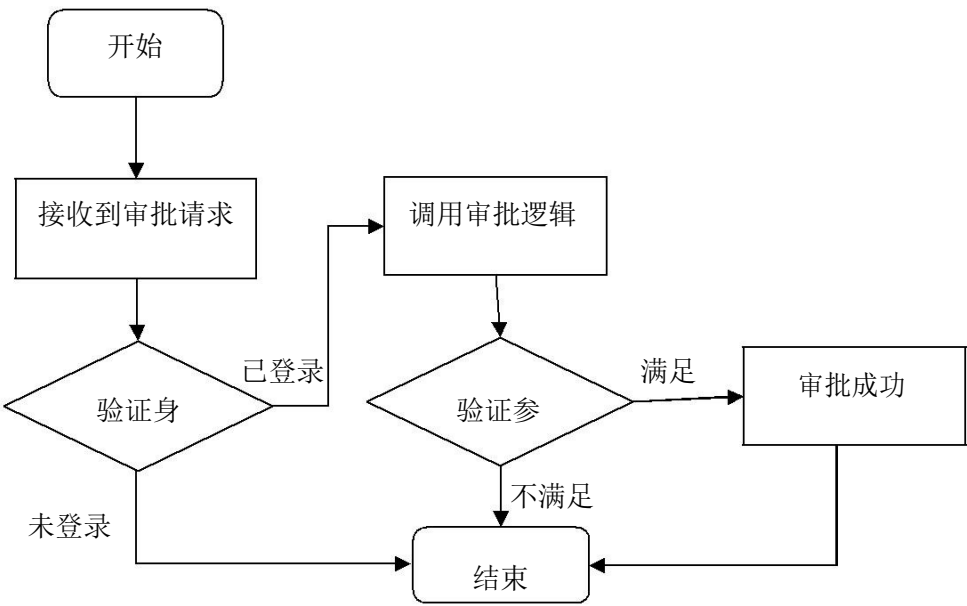 开始
接收到审批请求
调用审批逻辑
已登录
满足
审批成功
验证身
验证参
不满足
未登录
结束